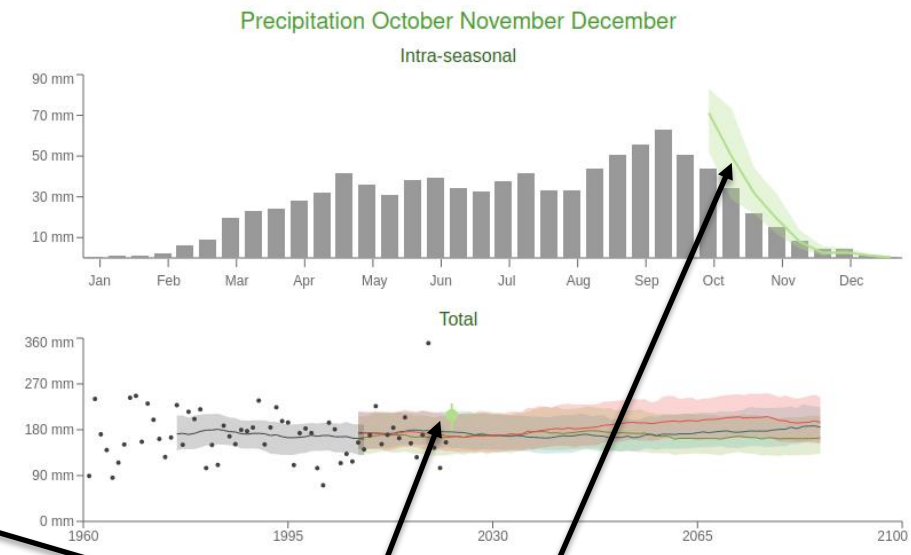 Precipitation October November December
Intra-seasonal
90 mm
70 mm
50 mm
30 mm
10 mm
Jan Feb Mar Apr May Jun Jul Aug Sep Oct Nov Dec
Total
360 mm
270 mm
180 mm
90 mm
0 mm
1960 1995 2030 2065 2100